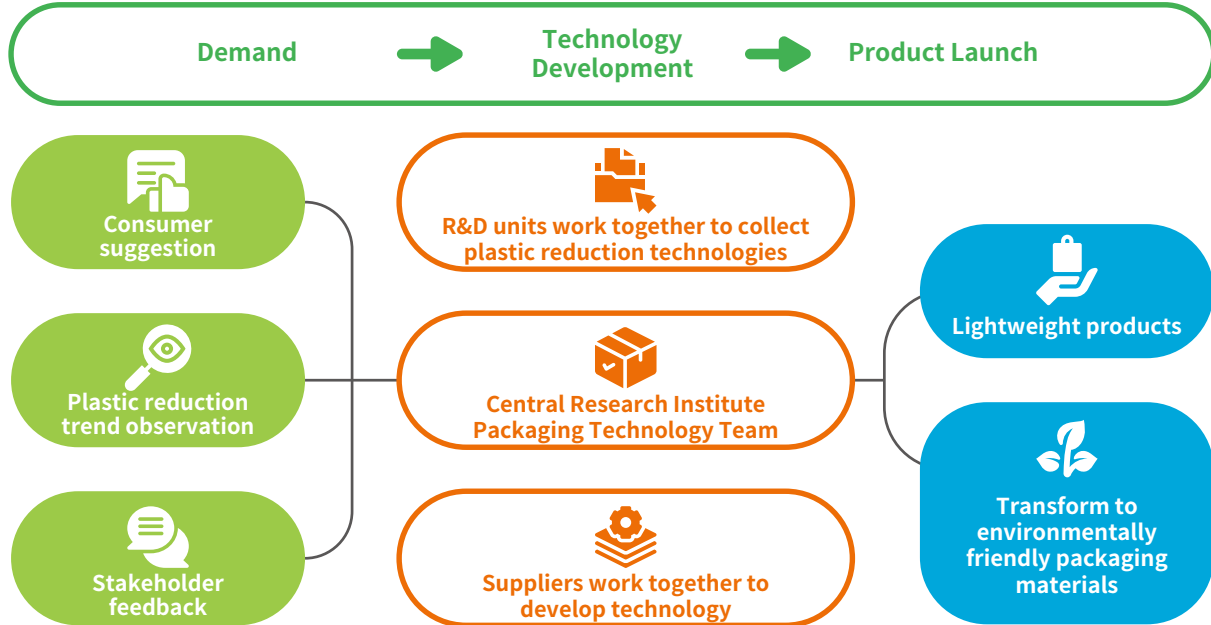 Demand
Technology
Development
Product Launch
Consumer
suggestion
Plastic reduction
trend observation
Stakeholder
feedback
R&D units work together to collect
plastic reduction technologies
Central Research Institute
Packaging Technology Team
Suppliers work together to
develop technology
Lightweight products
Transform to
environmentally
friendly packaging
materials